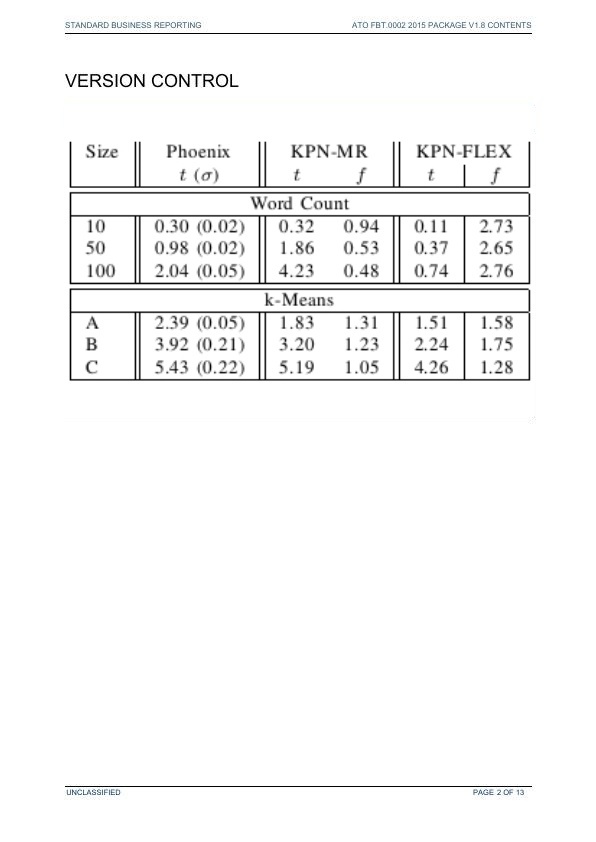 STANDARD BUSINESS REPORTING ATO FBT.0002 2015 PACKAGE V1.8 CONTENTS
VERSION CONTROL
Size Phoenix KPN-MR KPN-FLEX
t (σ) t f t f
Word Count
10 0.30 (0.02) 0.32 0.94 0.11 2.73
50 0.98 (0.02) 1.86 0.53 0.37 2.65
100 2.04 (0.05) 4.23 0.48 0.74 2.76
k-Means
A 2.39 (0.05) 1.83 1.31 1.51 1.58
B 3.92 (0.21) 3.20 1.23 2.24 1.75
C 5.43 (0.22) 5.19 1.05 4.26 1.28
UNCLASSIFIED PAGE 2 OF 13